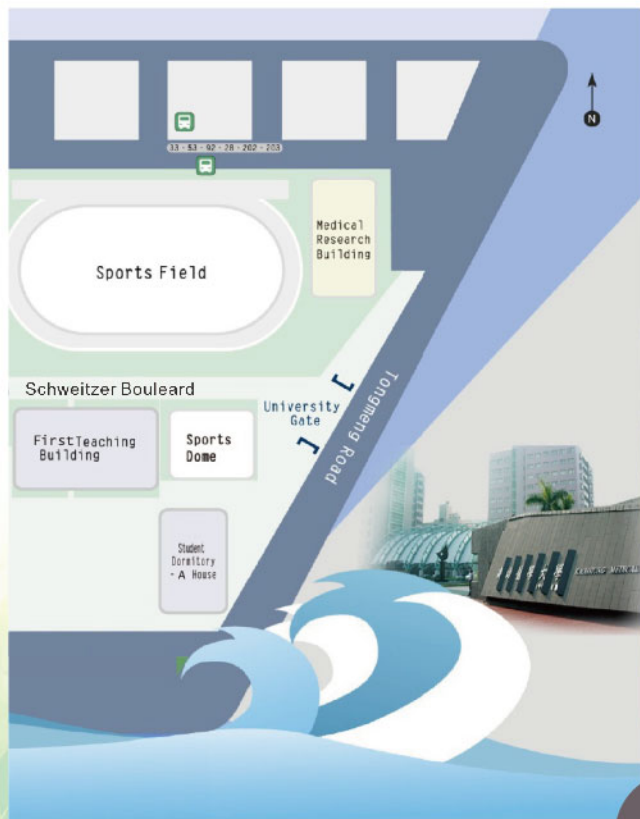 N
33 - 53 - 92 - 28 - 202 - 203
Medical
Research
Building
Sports Field
Schweitzer Bouleard
University
Gate
Tongmeng Road
FirstTeaching
Building
Sports
Dome
Student
Dormitory
- A House